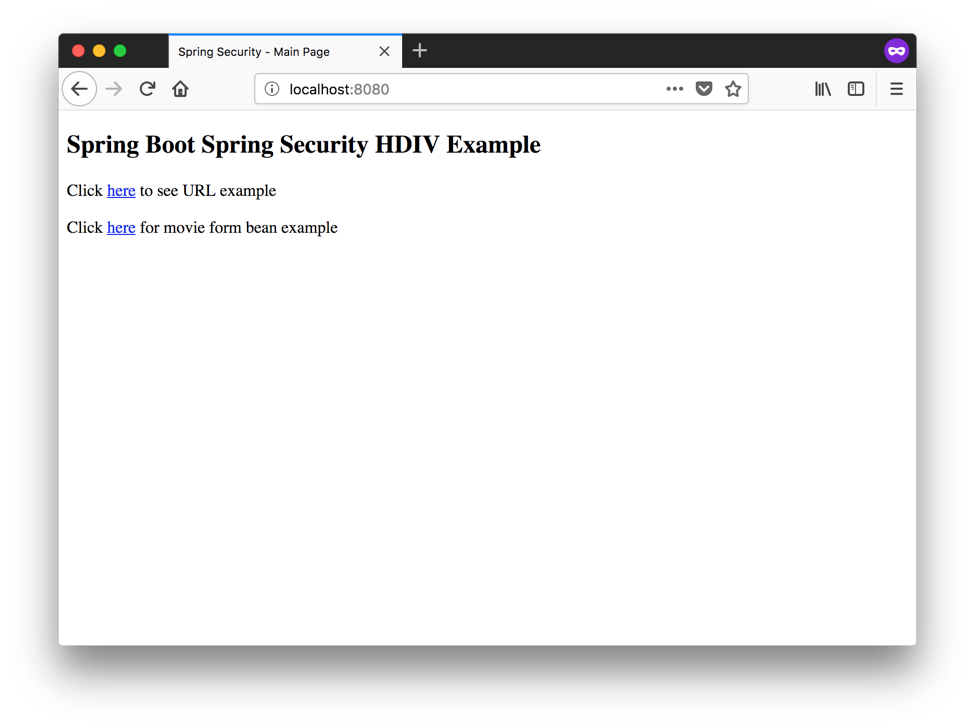 Spring Security - Main Page
localhost:8080
Spring Boot Spring Security HDIV Example
Click here to see URL example
Click here for movie form bean example